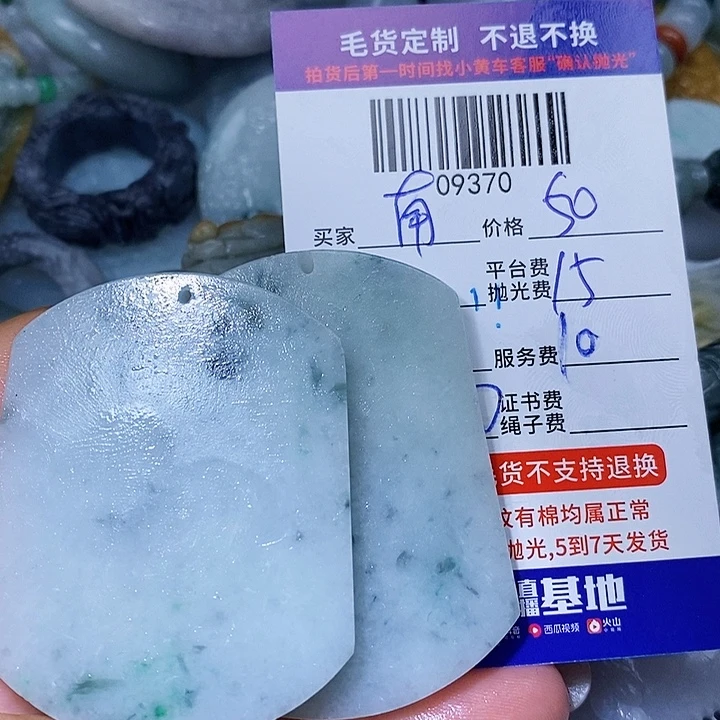 毛货定制 不退不换
拍货后第一时间找小黄车客服“确认抛光”
09370
买家 南 价格 50
平台费
抛光费 15
服务费 10
证书费
绳子费
货不支持退换
纹有棉均属正常
抛光,5到7天发货
直播基地
西瓜视频 火山